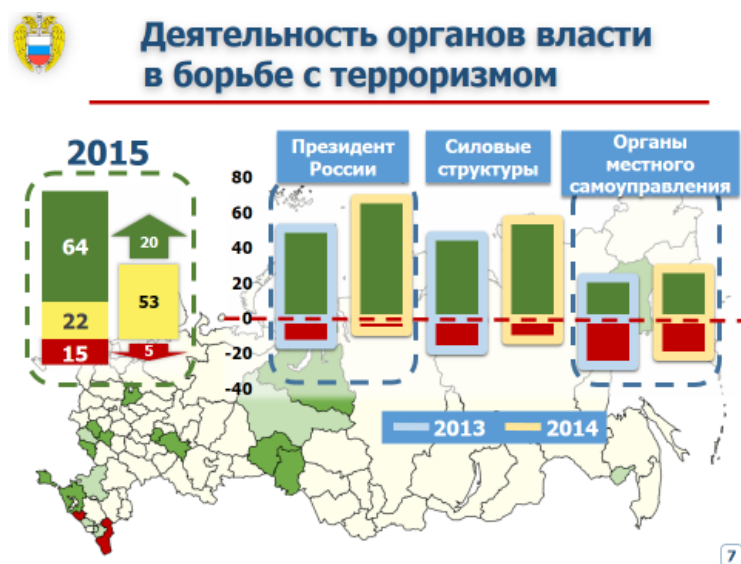 Деятельность органов власти
в борьбе с терроризмом
2015
64
22
15
20
53
5
80
60
40
20
0
-20
-40
Президент
России
Силовые
структуры
Органы
местного
самоуправления
2013
2014
7